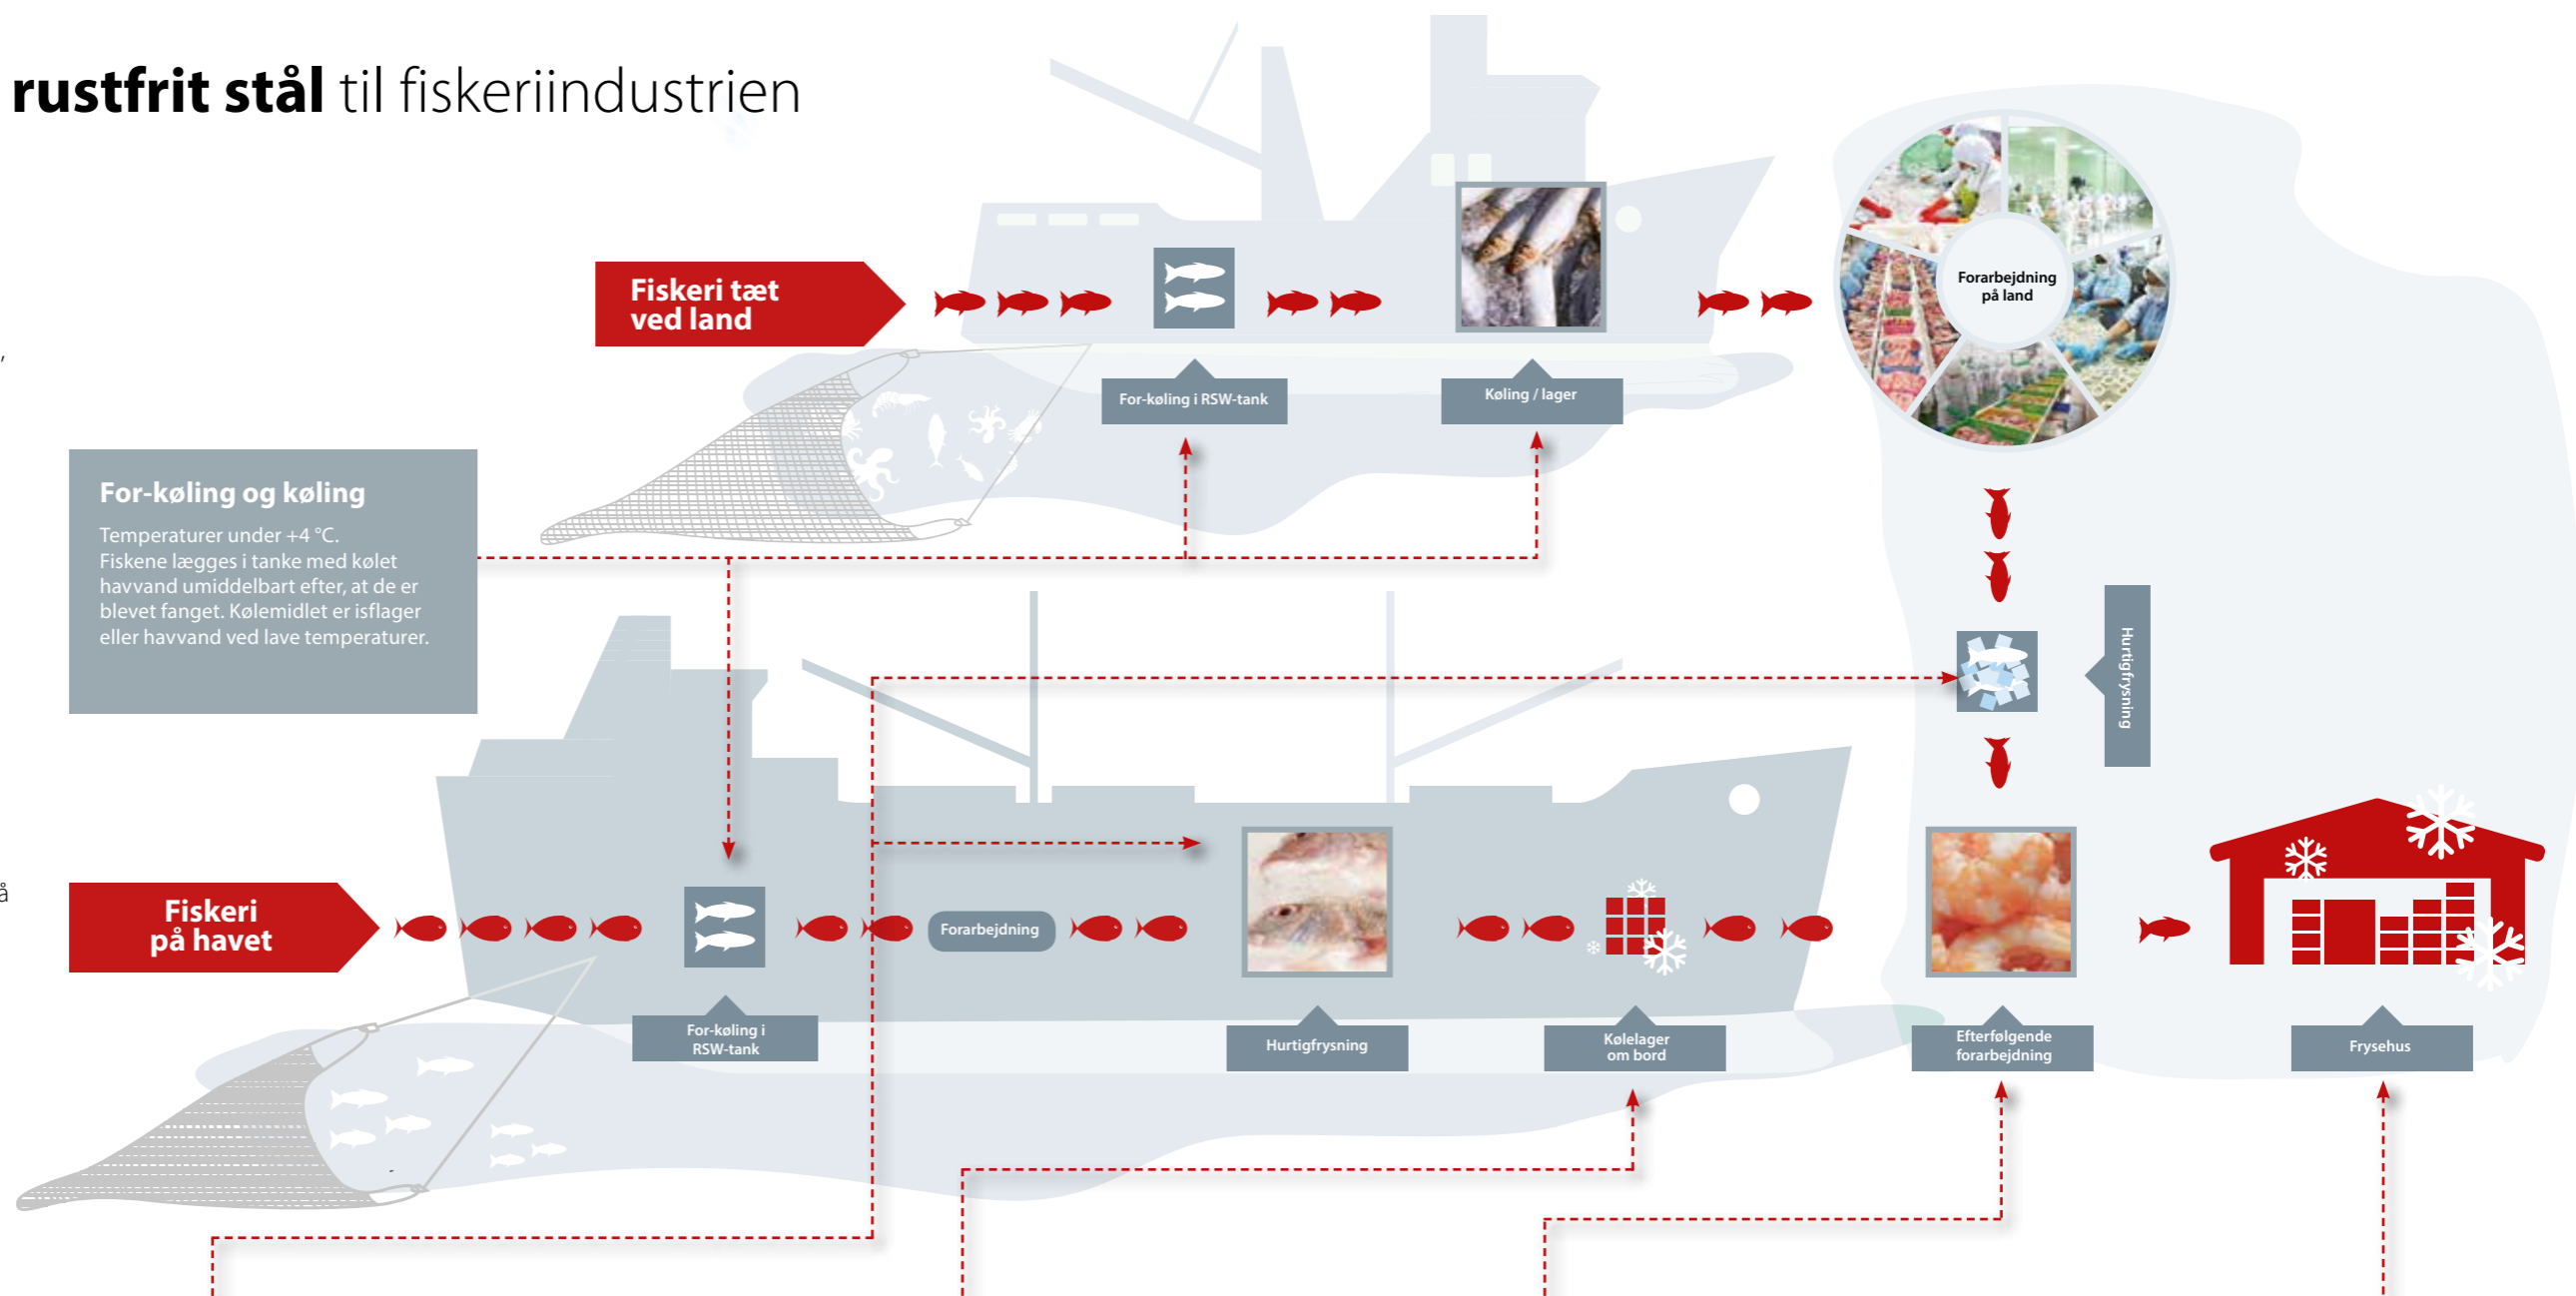 rustfrit stål til fiskeriindustrien
,
Fiskeri tæt
ved land
For-køling i RSW-tank
Køling / lager
Forarbejdning
på land
For-køling og køling
Temperaturer under +4 °C.
Fiskene lægges i tanke med kølet
havvand umiddelbart efter, at de er
blevet fanget. Kølemidlet er isflager
eller havvand ved lave temperaturer.
Hurtigfrysning
å
Fiskeri
på havet
Forarbejdning
For-køling i
RSW-tank
Hurtigfrysning
Kølelager
om bord
Efterfølgende
forarbejdning
Frysehus